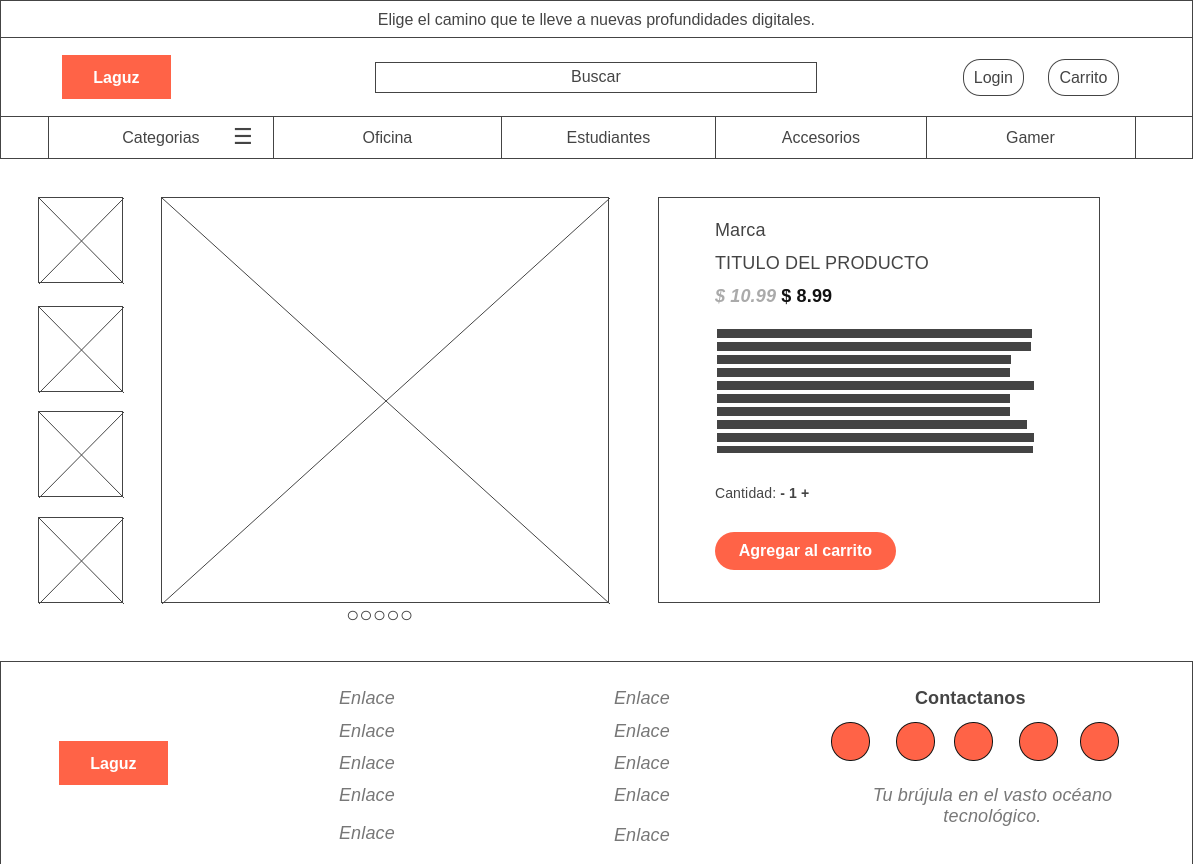 Elige el camino que te lleve a nuevas profundidades digitales.
Laguz
Buscar
Login
Carrito
Categorias ☰
Oficina
Estudiantes
Accesorios
Gamer
Marca
TITULO DEL PRODUCTO
$ 10.99 $ 8.99
Cantidad: - 1 +
Agregar al carrito
Laguz
Enlace
Enlace
Enlace
Enlace
Enlace
Enlace
Enlace
Enlace
Enlace
Enlace
Contactanos
Tu brújula en el vasto océano
tecnológico.